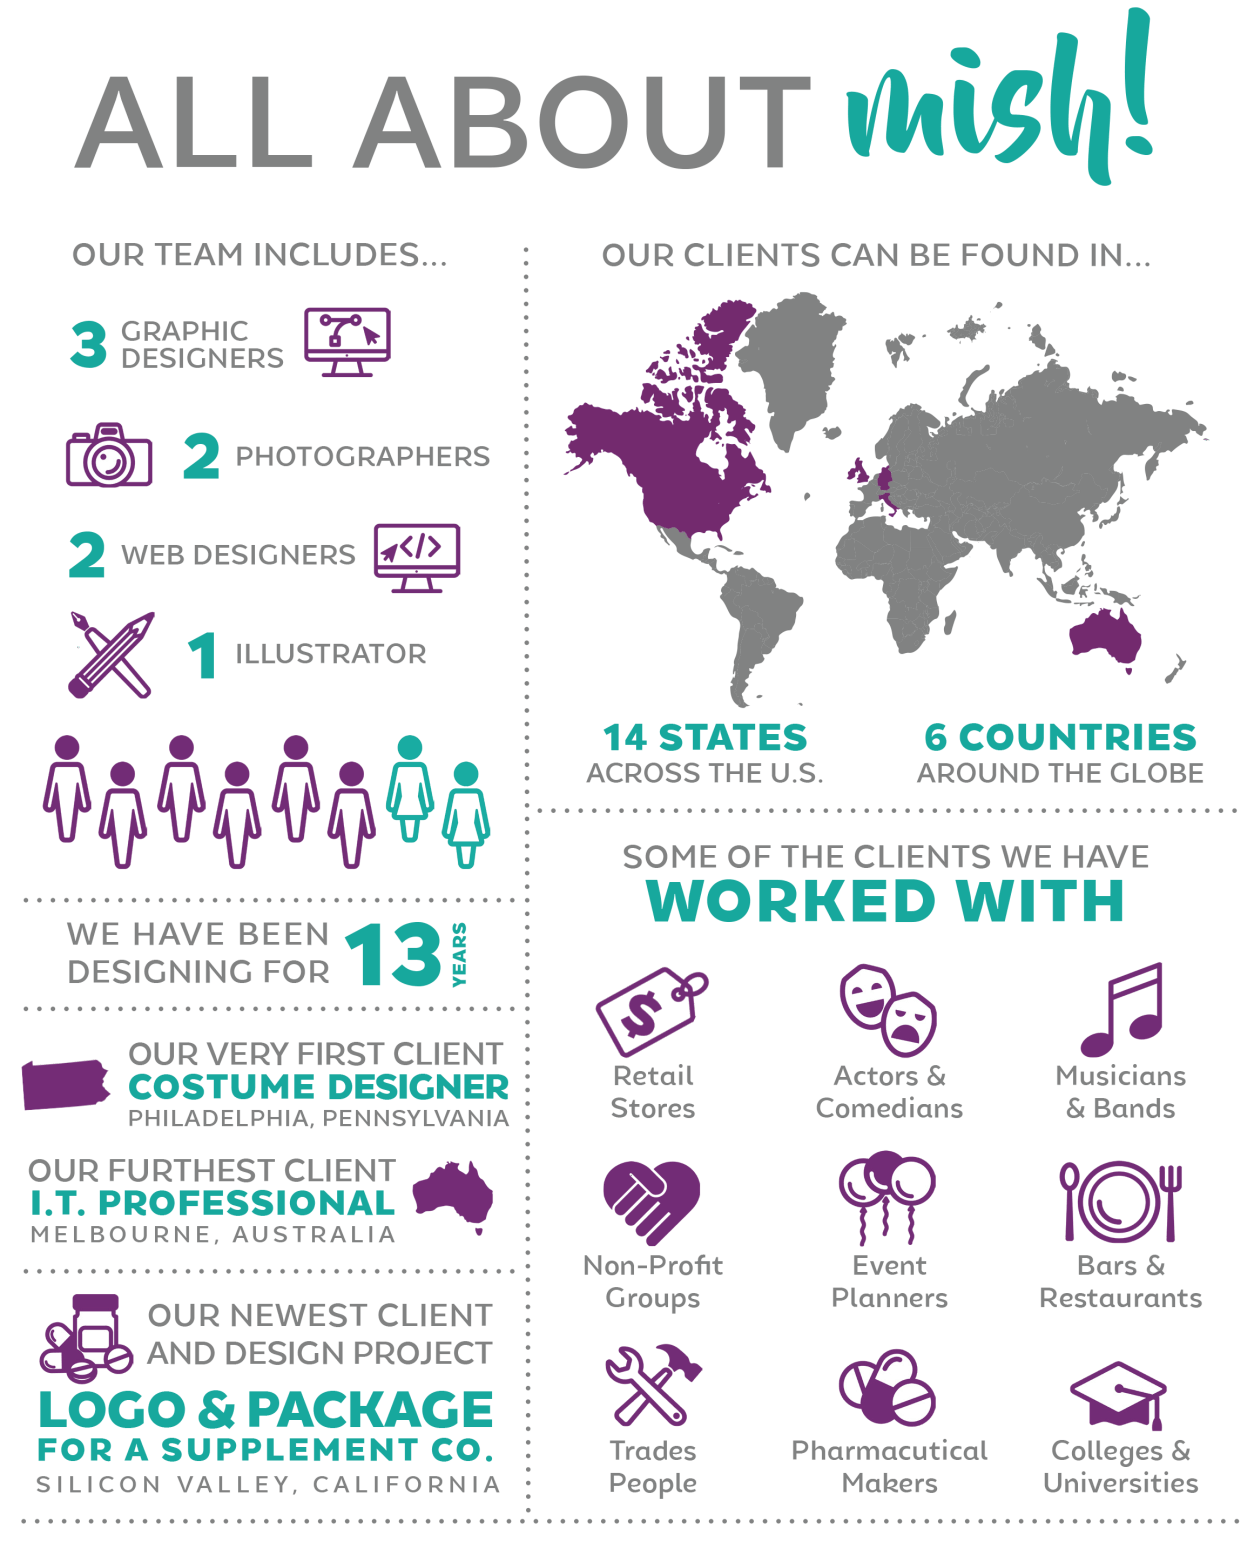 ALL ABOUT mish!
OUR TEAM INCLUDES...
3 GRAPHIC
DESIGNERS
2 PHOTOGRAPHERS
2 WEB DESIGNERS
</>
1 ILLUSTRATOR
WE HAVE BEEN
DESIGNING FOR
13 YEARS
OUR VERY FIRST CLIENT
COSTUME DESIGNER
PHILADELPHIA, PENNSYLVANIA
OUR FURTHEST CLIENT
I.T. PROFESSIONAL
MELBOURNE, AUSTRALIA
OUR NEWEST CLIENT
AND DESIGN PROJECT
LOGO & PACKAGE
FOR A SUPPLEMENT CO.
SILICON VALLEY, CALIFORNIA
OUR CLIENTS CAN BE FOUND IN...
14 STATES
ACROSS THE U.S.
6 COUNTRIES
AROUND THE GLOBE
SOME OF THE CLIENTS WE HAVE
WORKED WITH
$
Retail
Stores
Actors &
Comedians
Musicians
& Bands
Non-Profit
Groups
Event
Planners
Bars &
Restaurants
Trades
People
Pharmacutical
Makers
Colleges &
Universities